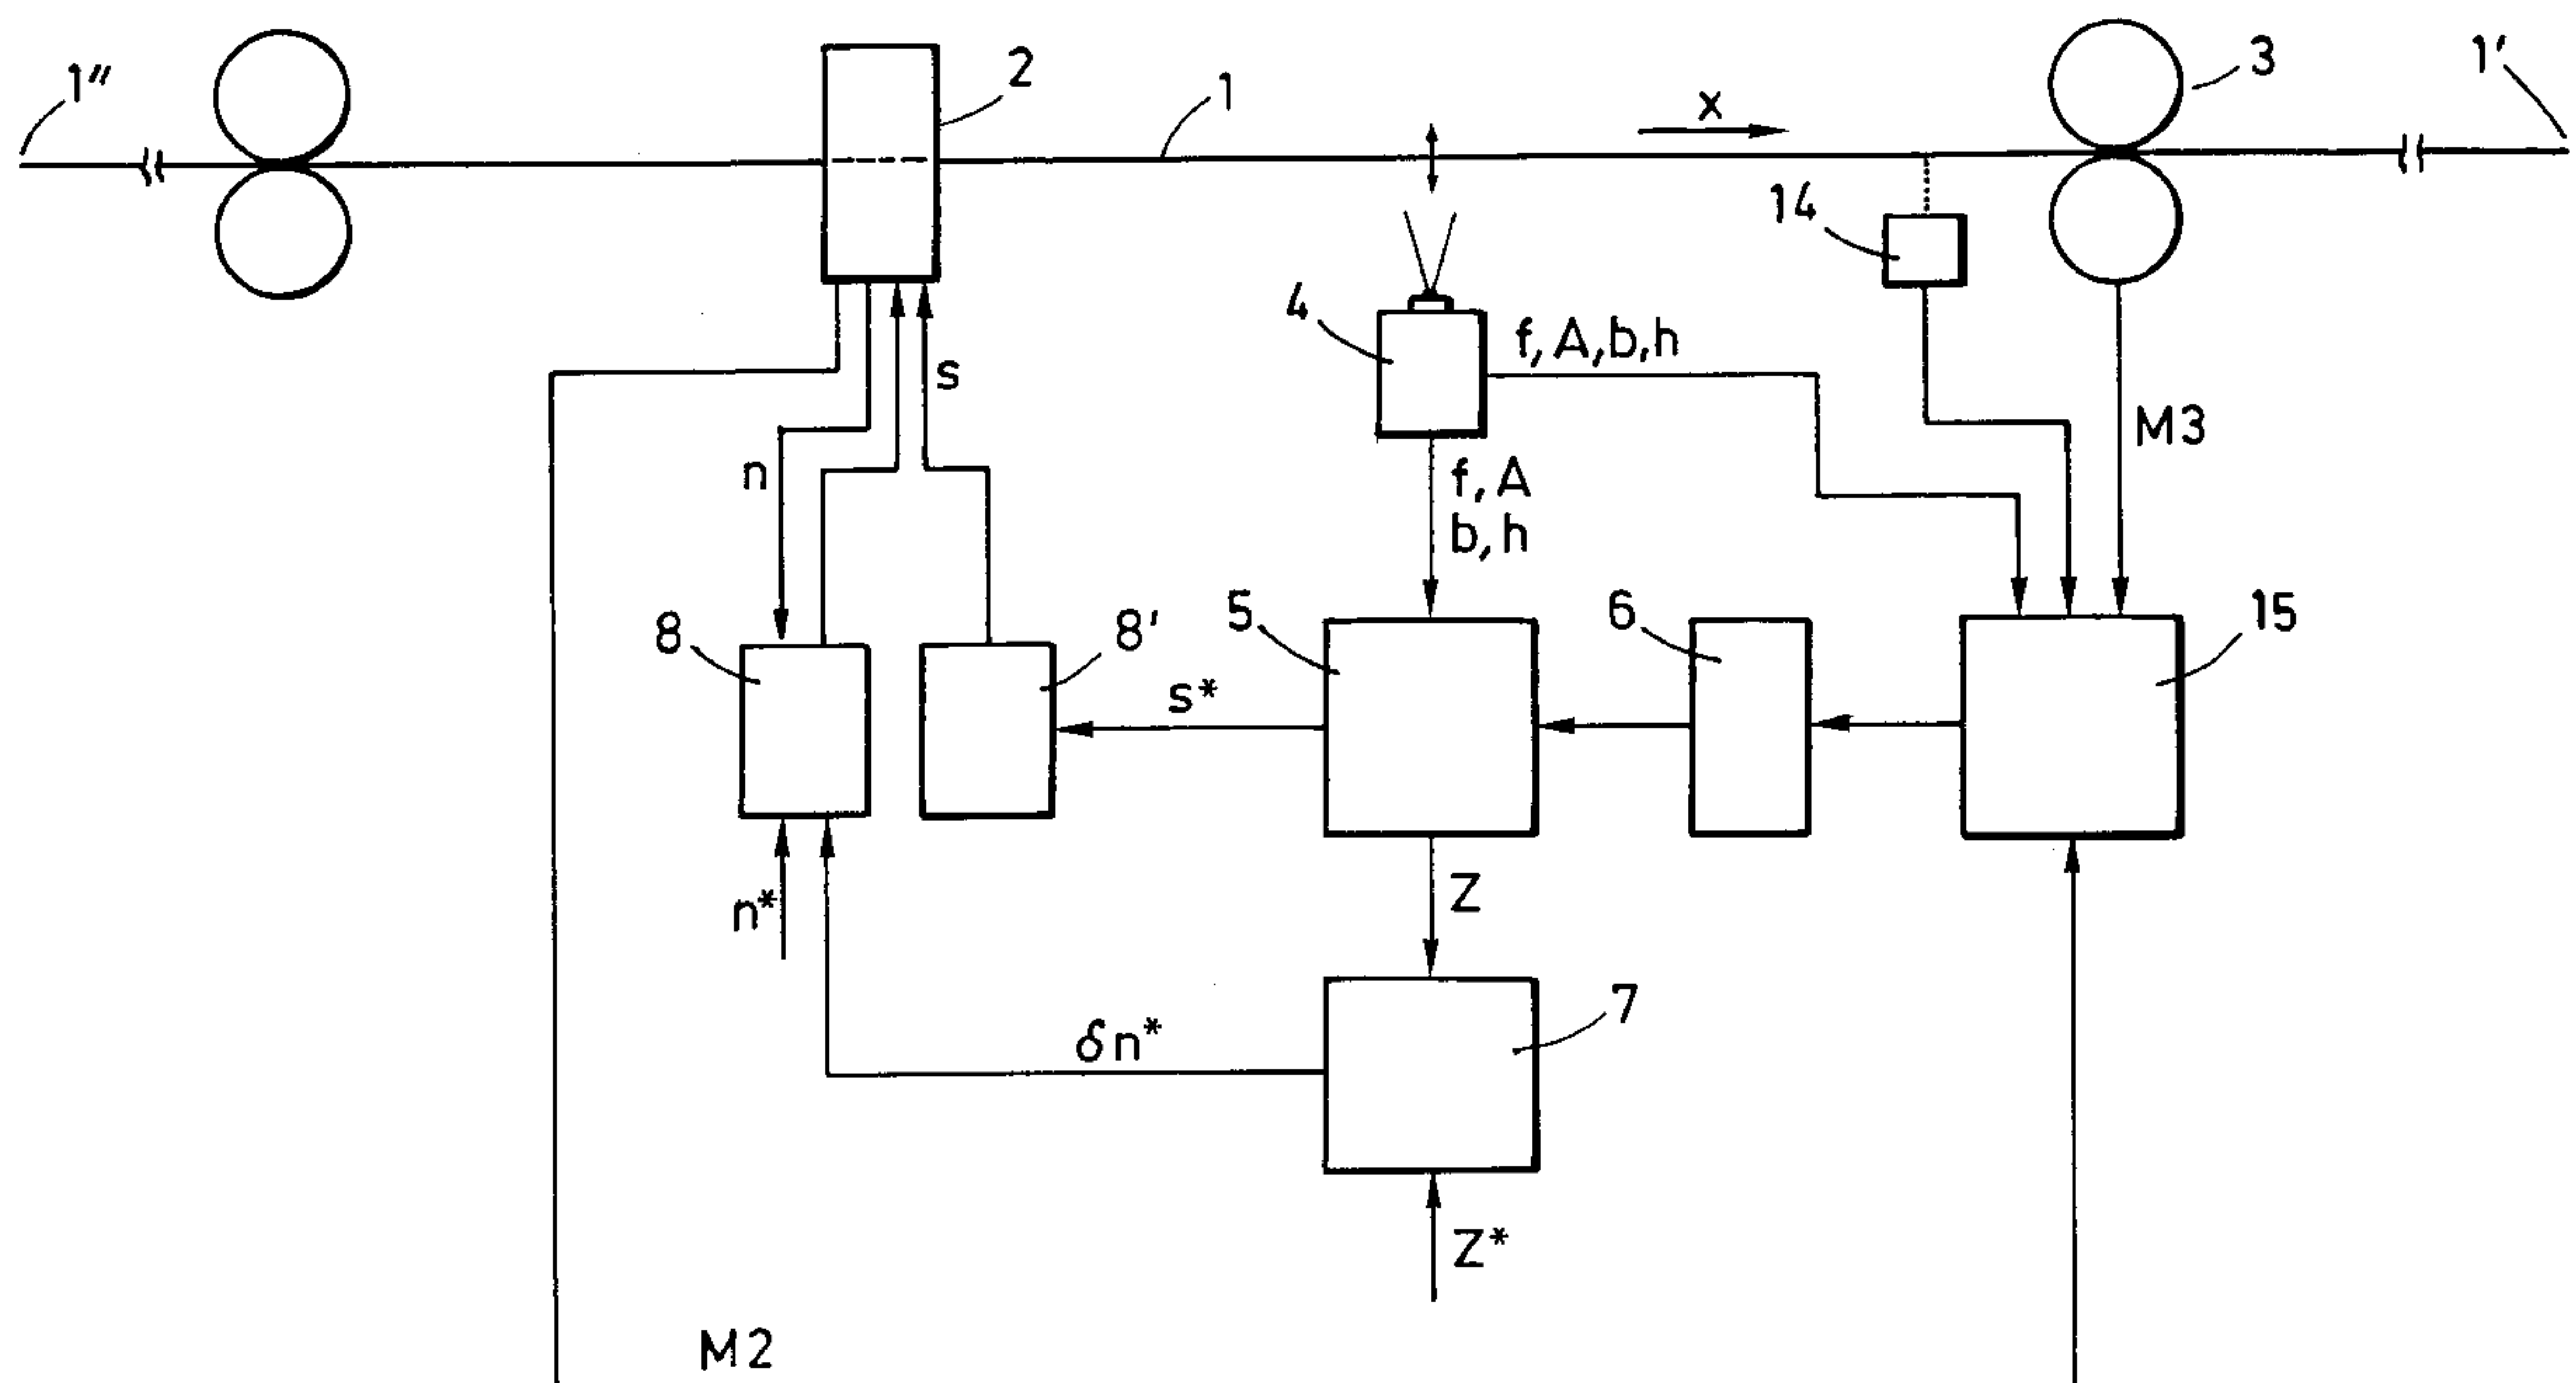 1"
2
1
x
3
1'
14
4
f, A, b, h
s
M3
n
f, A
b, h
8
8'
5
6
15
s*
n*
Z
7
δn*
Z*
M2